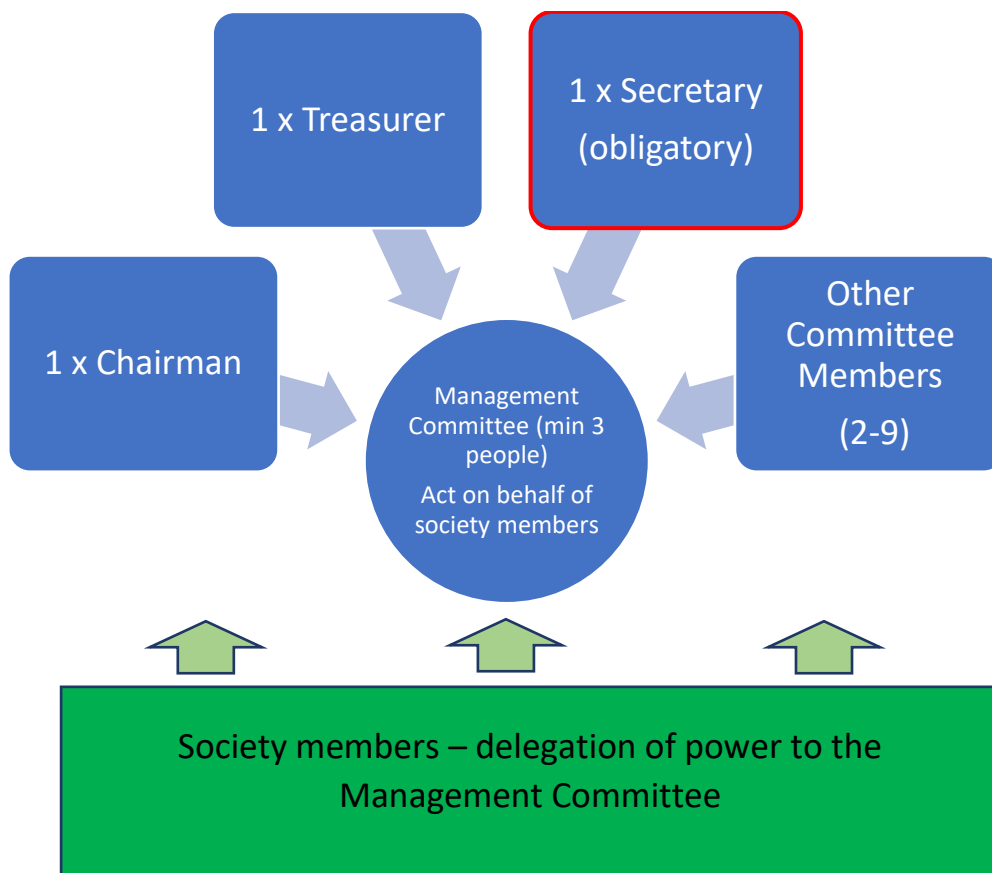 1 x Treasurer
1 x Secretary
(obligatory)
1 x Chairman
Other
Committee
Members
(2-9)
Management
Committee (min 3
people)
Act on behalf of
society members
Society members – delegation of power to the
Management Committee